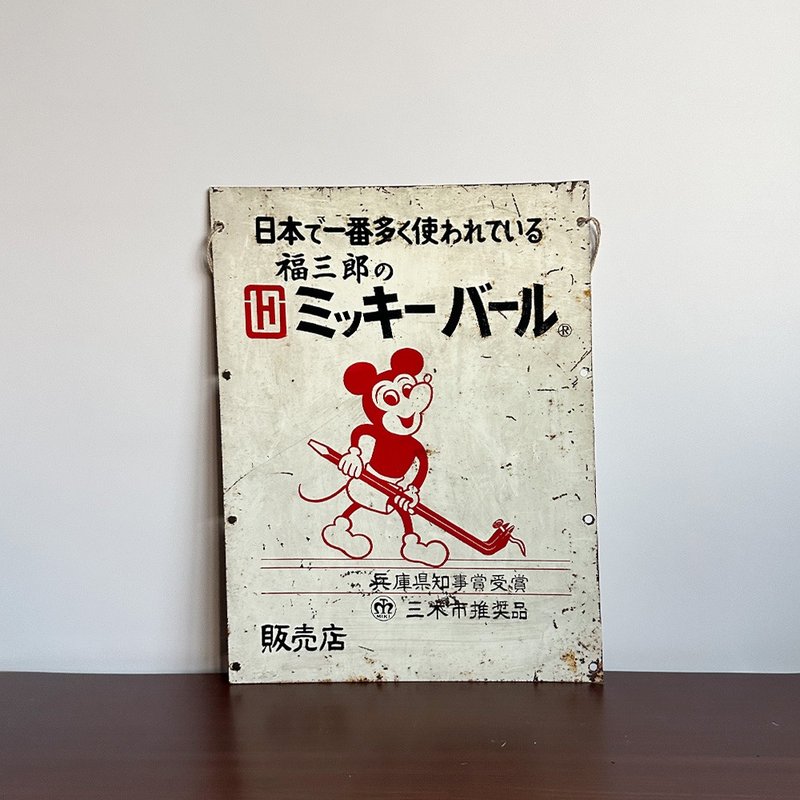 日本で一番多く使われている
福三郎の
H ミッキーバール ®
兵庫県知事賞受賞
MIKI 三木市推奨品
販売店